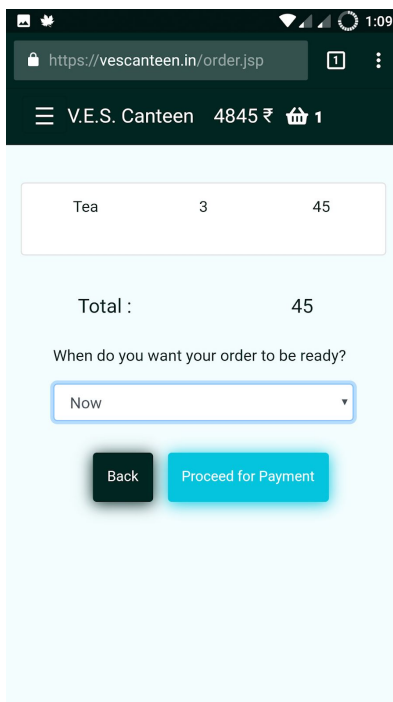 1:09
https://vescanteen.in/order.jsp 1
V.E.S. Canteen 4845 ₹ 1
Tea 3 45
Total : 45
When do you want your order to be ready?
Now
Back Proceed for Payment